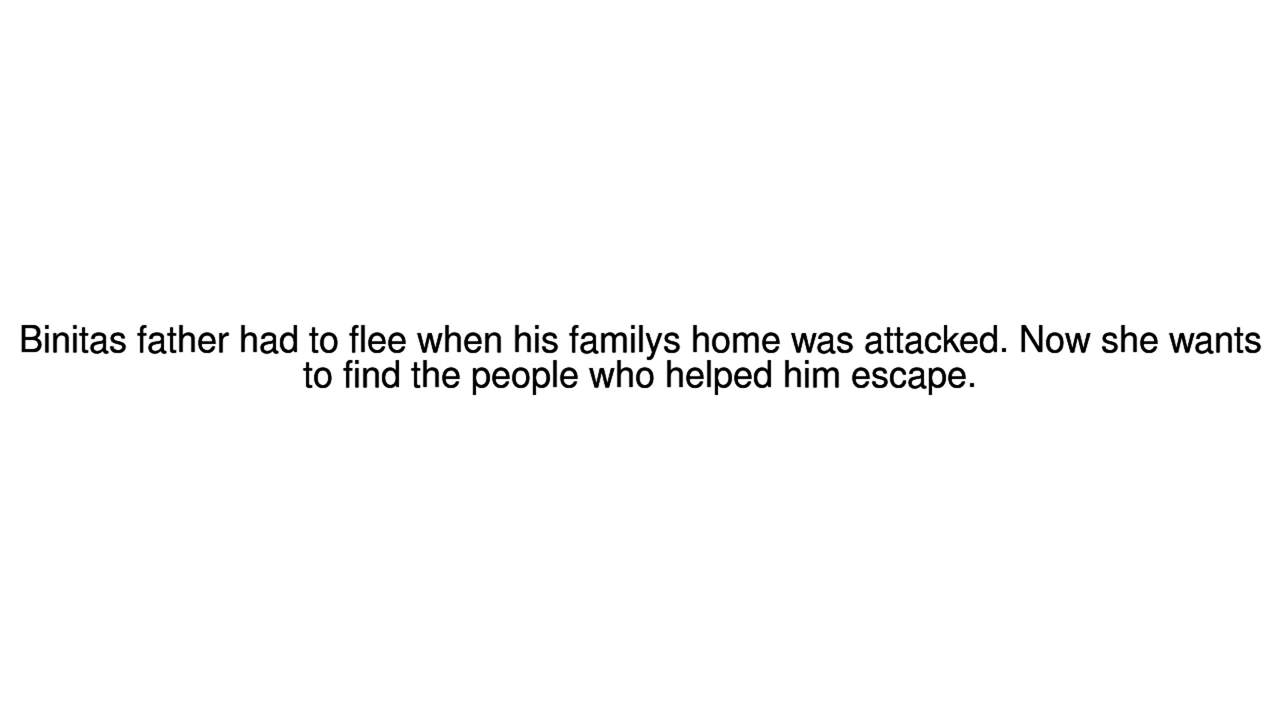 Binitas father had to flee when his familys home was attacked. Now she wants
to find the people who helped him escape.